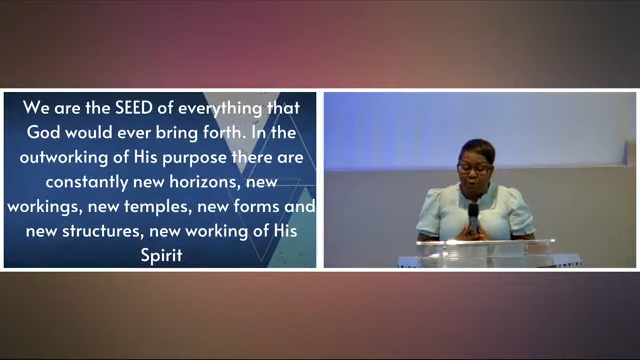 We are the SEED of everything that
God would ever bring forth. In the
outworking of His purpose there are
constantly new horizons, new
workings, new temples, new forms and
new structures, new working of His
Spirit